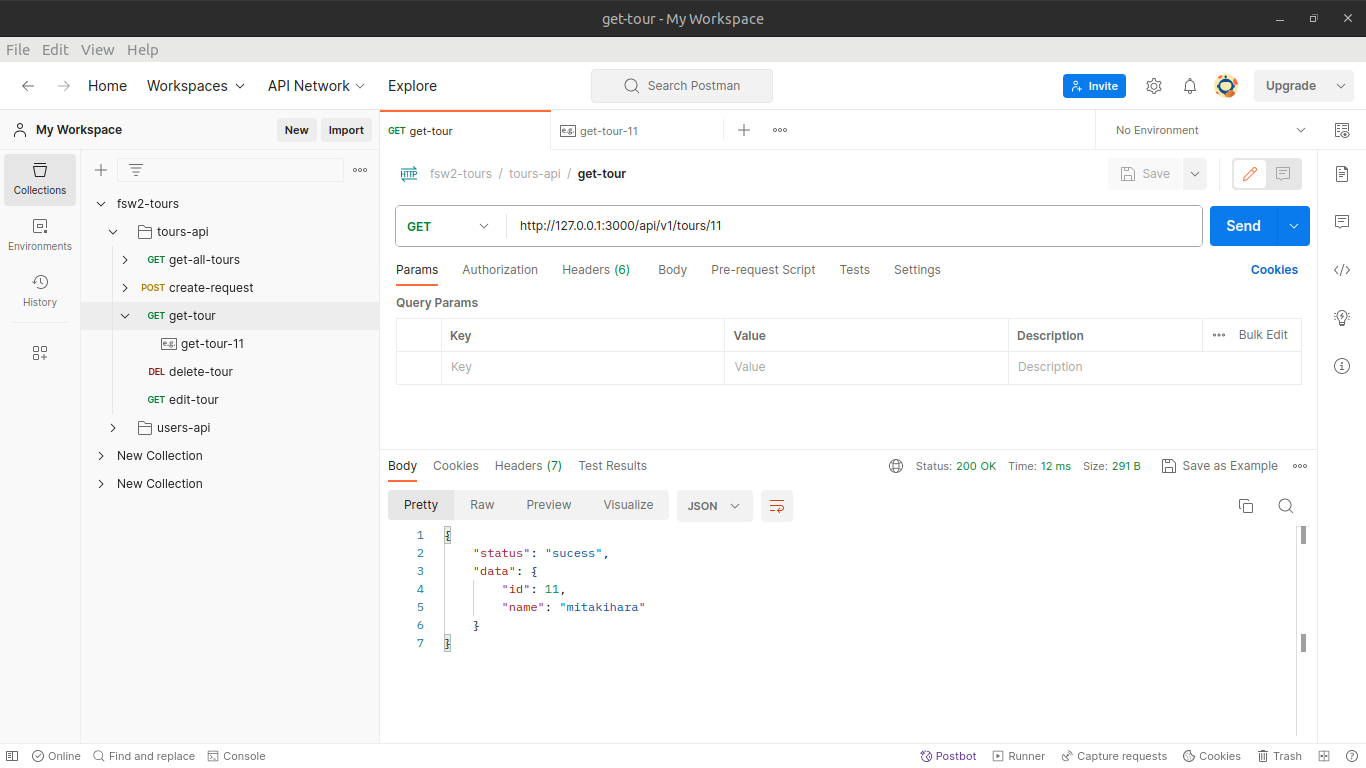 get-tour - My Workspace
File Edit View Help
Home Workspaces API Network Explore Search Postman Invite Upgrade
My Workspace New Import GET get-tour e.g. get-tour-11 No Environment
Collections
Environments
History
fsw2-tours
tours-api
GET get-all-tours
POST create-request
GET get-tour
e.g. get-tour-11
DEL delete-tour
GET edit-tour
users-api
New Collection
New Collection
HTTP fsw2-tours / tours-api / get-tour Save
GET http://127.0.0.1:3000/api/v1/tours/11 Send
Params Authorization Headers (6) Body Pre-request Script Tests Settings Cookies
Query Params
Key Value Description Bulk Edit
Key Value Description
Body Cookies Headers (7) Test Results Status: 200 OK Time: 12 ms Size: 291 B Save as Example
Pretty Raw Preview Visualize JSON
1 {
2 "status": "sucess",
3 "data": {
4 "id": 11,
5 "name": "mitakihara"
6 }
7 }
Online Find and replace Console Postbot Runner Capture requests Cookies Trash